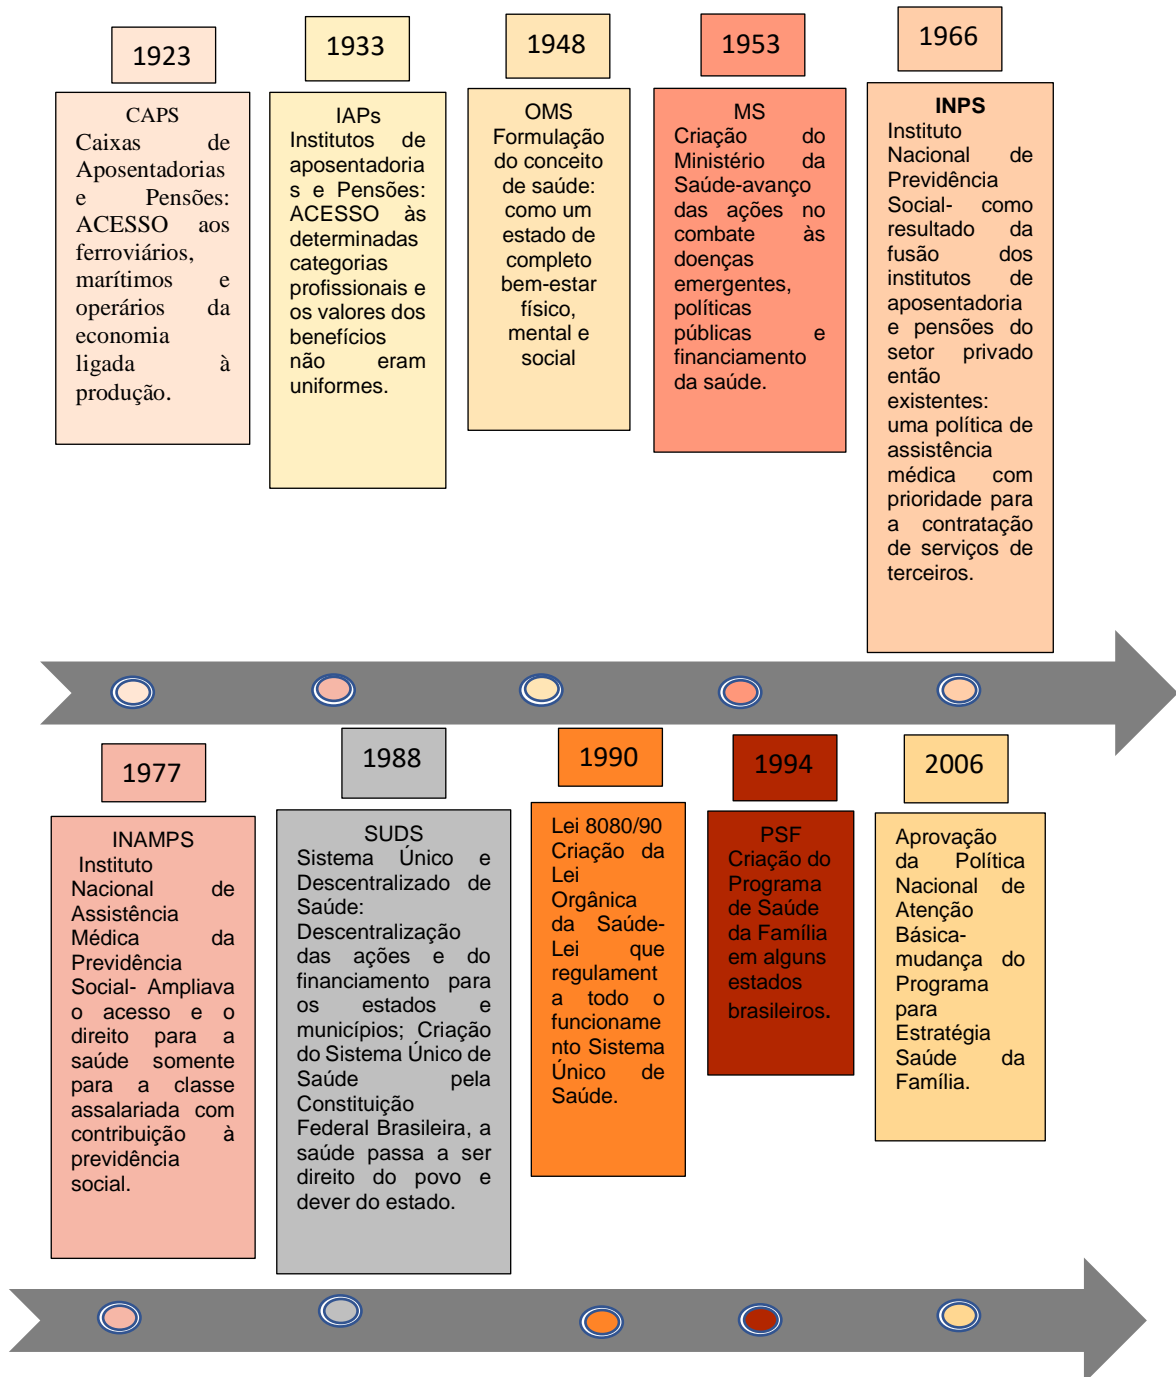 1923
CAPS
Caixas de
Aposentadorias
e Pensões:
ACESSO aos
ferroviários,
marítimos e
operários da
economia
ligada à
produção.
1933
IAPs
Institutos de
aposentadoria
s e Pensões:
ACESSO às
determinadas
categorias
profissionais e
os valores dos
benefícios
não eram
uniformes.
1948
OMS
Formulação
do conceito
de saúde:
como um
estado de
completo
bem-estar
físico,
mental e
social
1953
MS
Criação do
Ministério da
Saúde-avanço
das ações no
combate às
doenças
emergentes,
políticas
públicas e
financiamento
da saúde.
1966
INPS
Instituto
Nacional de
Previdência
Social- como
resultado da
fusão dos
institutos de
aposentadoria
e pensões do
setor privado
então
existentes:
uma política de
assistência
médica com
prioridade para
a contratação
de serviços de
terceiros.
1977
INAMPS
Instituto
Nacional de
Assistência
Médica da
Previdência
Social- Ampliava
o acesso e o
direito para a
saúde somente
para a classe
assalariada com
contribuição à
previdência
social.
1988
SUDS
Sistema Único e
Descentralizado de
Saúde:
Descentralização
das ações e do
financiamento para
os estados e
municípios; Criação
do Sistema Único de
Saúde pela
Constituição
Federal Brasileira, a
saúde passa a ser
direito do povo e
dever do estado.
1990
Lei 8080/90
Criação da
Lei
Orgânica
da Saúde-
Lei que
regulament
a todo o
funcioname
nto Sistema
Único de
Saúde.
1994
PSF
Criação do
Programa
de Saúde
da Família
em alguns
estados
brasileiros.
2006
Aprovação
da Política
Nacional de
Atenção
Básica-
mudança do
Programa
para
Estratégia
Saúde da
Família.